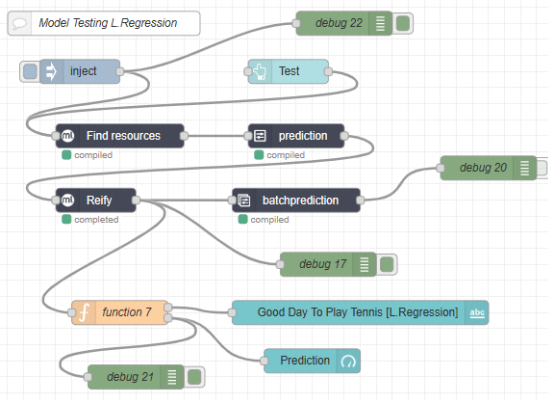 Model Testing L.Regression
debug 22
inject
Test
Find resources
prediction
compiled
compiled
debug 20
Reify
batchprediction
completed
compiled
debug 17
function 7
Good Day To Play Tennis [L.Regression]
abc
Prediction
debug 21